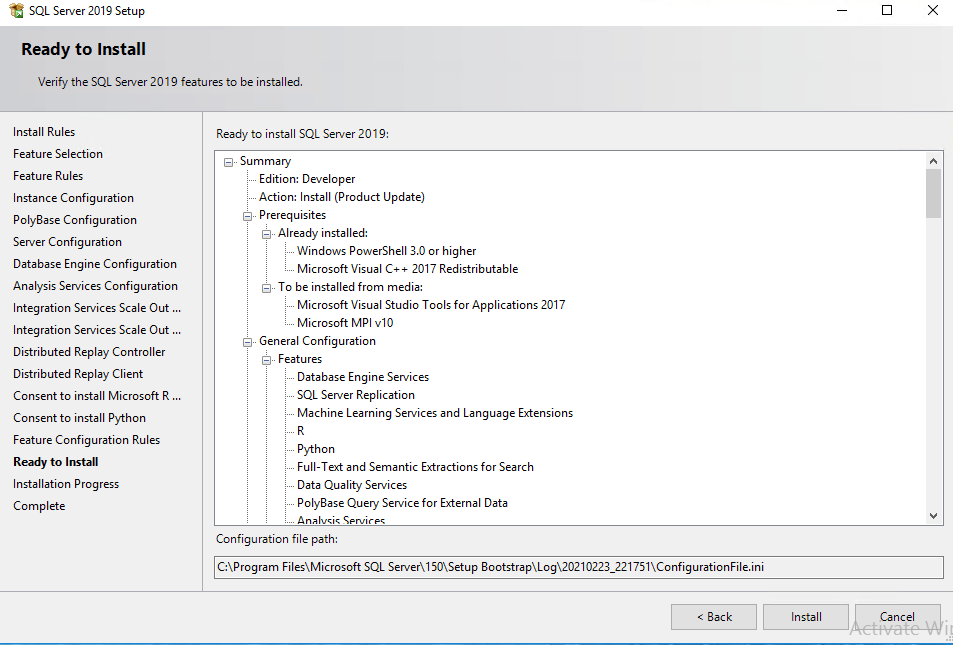 SQL Server 2019 Setup
Ready to Install
Verify the SQL Server 2019 features to be installed.
Install Rules
Feature Selection
Feature Rules
Instance Configuration
PolyBase Configuration
Server Configuration
Database Engine Configuration
Analysis Services Configuration
Integration Services Scale Out ...
Integration Services Scale Out ...
Distributed Replay Controller
Distributed Replay Client
Consent to install Microsoft R ...
Consent to install Python
Feature Configuration Rules
Ready to Install
Installation Progress
Complete
Ready to install SQL Server 2019:
Summary
Edition: Developer
Action: Install (Product Update)
Prerequisites
Already installed:
Windows PowerShell 3.0 or higher
Microsoft Visual C++ 2017 Redistributable
To be installed from media:
Microsoft Visual Studio Tools for Applications 2017
Microsoft MPI v10
General Configuration
Features
Database Engine Services
SQL Server Replication
Machine Learning Services and Language Extensions
R
Python
Full-Text and Semantic Extractions for Search
Data Quality Services
PolyBase Query Service for External Data
Analysis Services
Configuration file path:
C:\Program Files\Microsoft SQL Server\150\Setup Bootstrap\Log\20210223_221751\ConfigurationFile.ini
< Back
Install
Cancel
Activate Wi